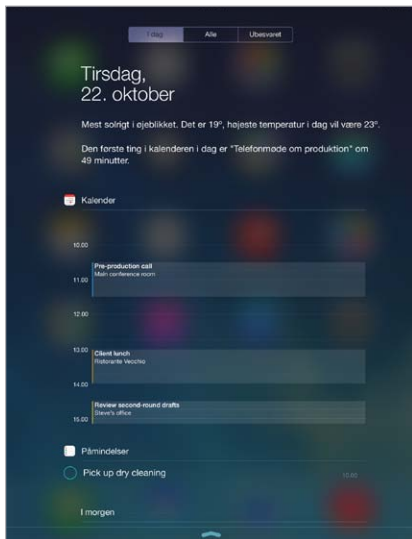 I dag Alle Ubesvaret
Tirsdag,
22. oktober
Mest solrigt i øjeblikket. Det er 19°, højeste temperatur i dag vil være 23°.
Den første ting i kalenderen i dag er "Telefonmøde om produktion" om
49 minutter.
Kalender
10.00
Pre-production call
Main conference room
11.00
12.00
13.00
Client lunch
Ristorante Vecchio
14.00
Review second-round drafts
Steve's office
15.00
Påmindelser
Pick up dry cleaning
I morgen